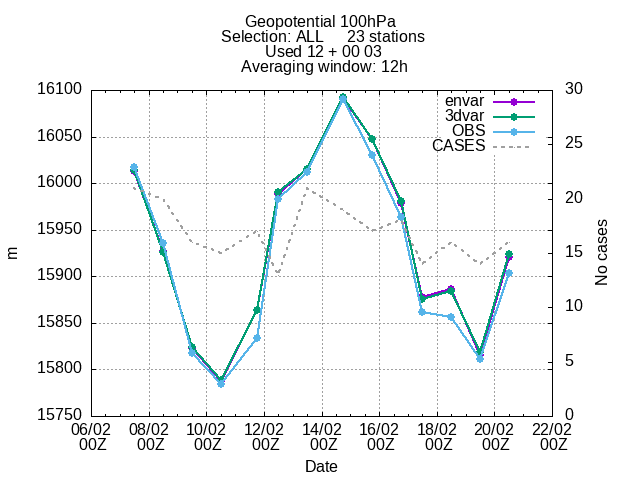 Geopotential 100hPa
Selection: ALL 23 stations
Used 12 + 00 03
Averaging window: 12h
16100
16050
16000
15950
15900
15850
15800
15750
m
30
25
20
15
10
5
0
No cases
envar
3dvar
OBS
CASES
06/02 08/02 10/02 12/02 14/02 16/02 18/02 20/02 22/02
00Z 00Z 00Z 00Z 00Z 00Z 00Z 00Z 00Z
Date